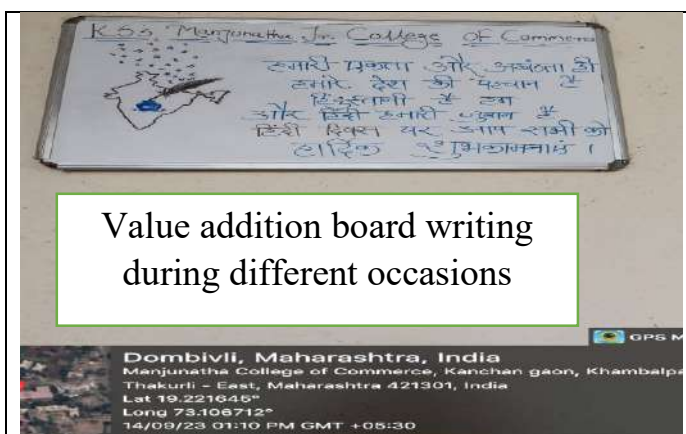 K.S.S. Manjunatha Jr. College OF Commerce
हमारी एकता और अखंडता ही
हमारे देश की पहचान है
हिंदुस्तानी है हम
और हिंदी हमारी जुबान है
हिंदी दिवस पर आप सभी को
हार्दिक शुभकामनाएं ।
Value addition board writing
during different occasions
GPS M
Dombivli, Maharashtra, India
Manjunatha College of Commerce, Kanchan gaon, Khambalpa
Thakurli - East, Maharashtra 421301, India
Lat 19.221645°
Long 73.106712°
14/09/23 01:10 PM GMT +05:30